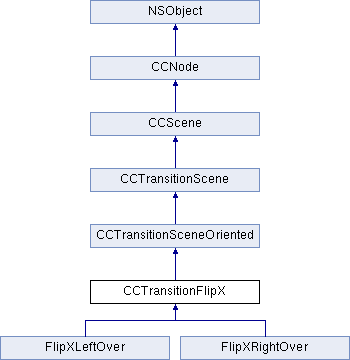 NSObject
CCNode
CCScene
CCTransitionScene
CCTransitionSceneOriented
CCTransitionFlipX
FlipXLeftOver
FlipXRightOver